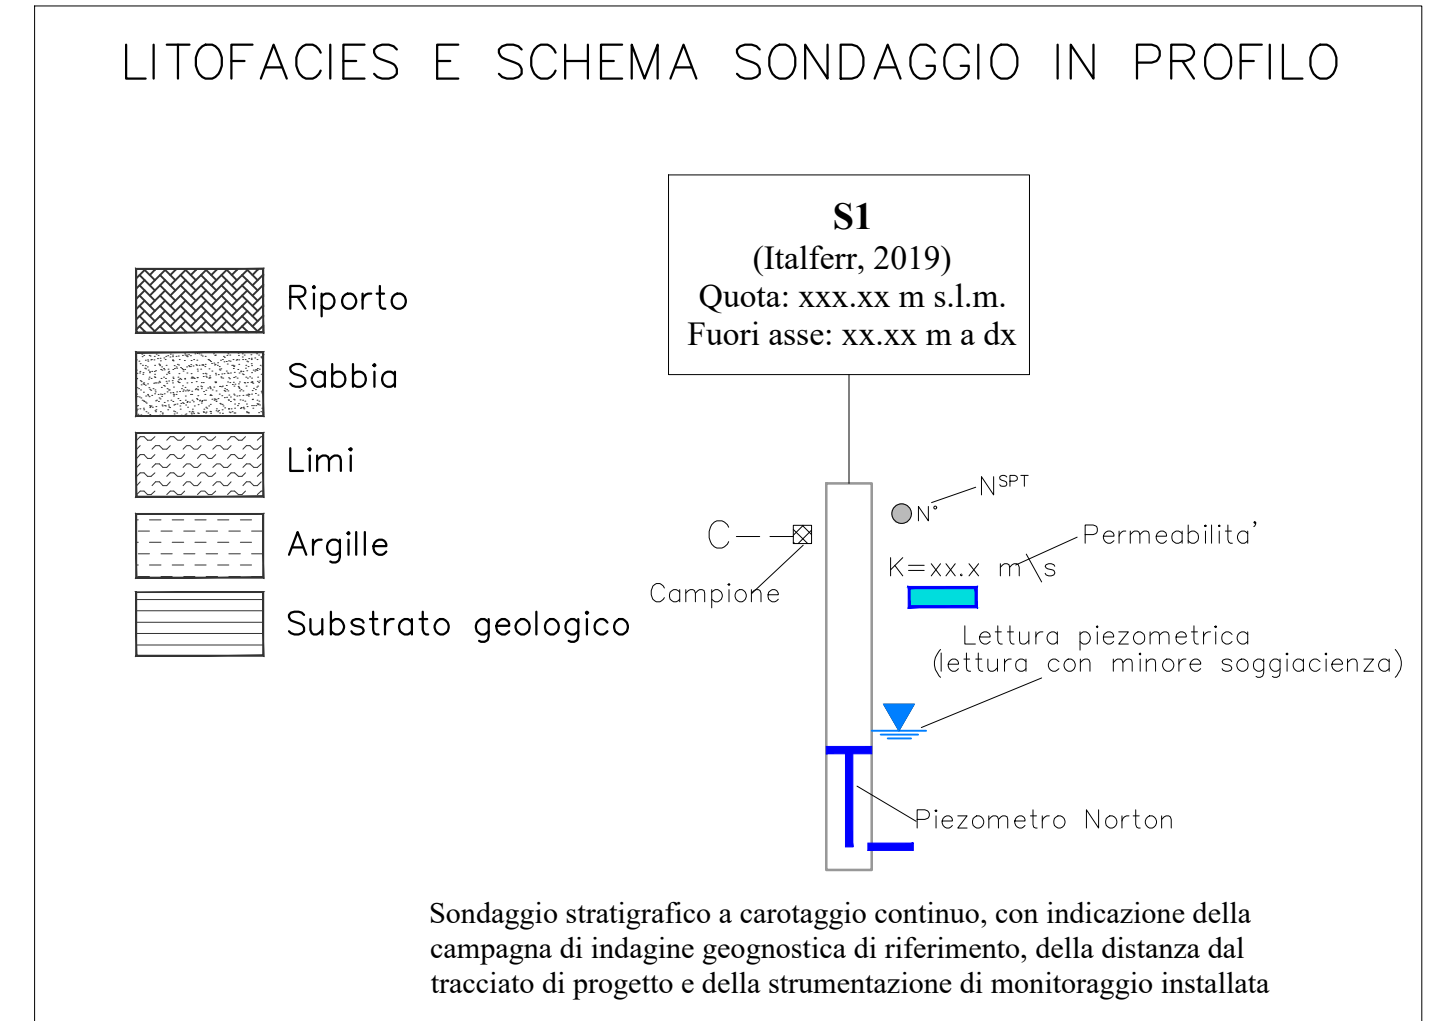 LITOFACIES E SCHEMA SONDAGGIO IN PROFILO
S1
(Italferr, 2019)
Quota: xxx.xx m s.l.m.
Fuori asse: xx.xx m a dx
Riporto
Sabbia
Limi
Argille
Substrato geologico
N°
NSPT
C
Campione
Permeabilita'
K=xx.x m\s
Lettura piezometrica
(lettura con minore soggiacienza)
Piezometro Norton
Sondaggio stratigrafico a carotaggio continuo, con indicazione della
campagna di indagine geognostica di riferimento, della distanza dal
tracciato di progetto e della strumentazione di monitoraggio installata